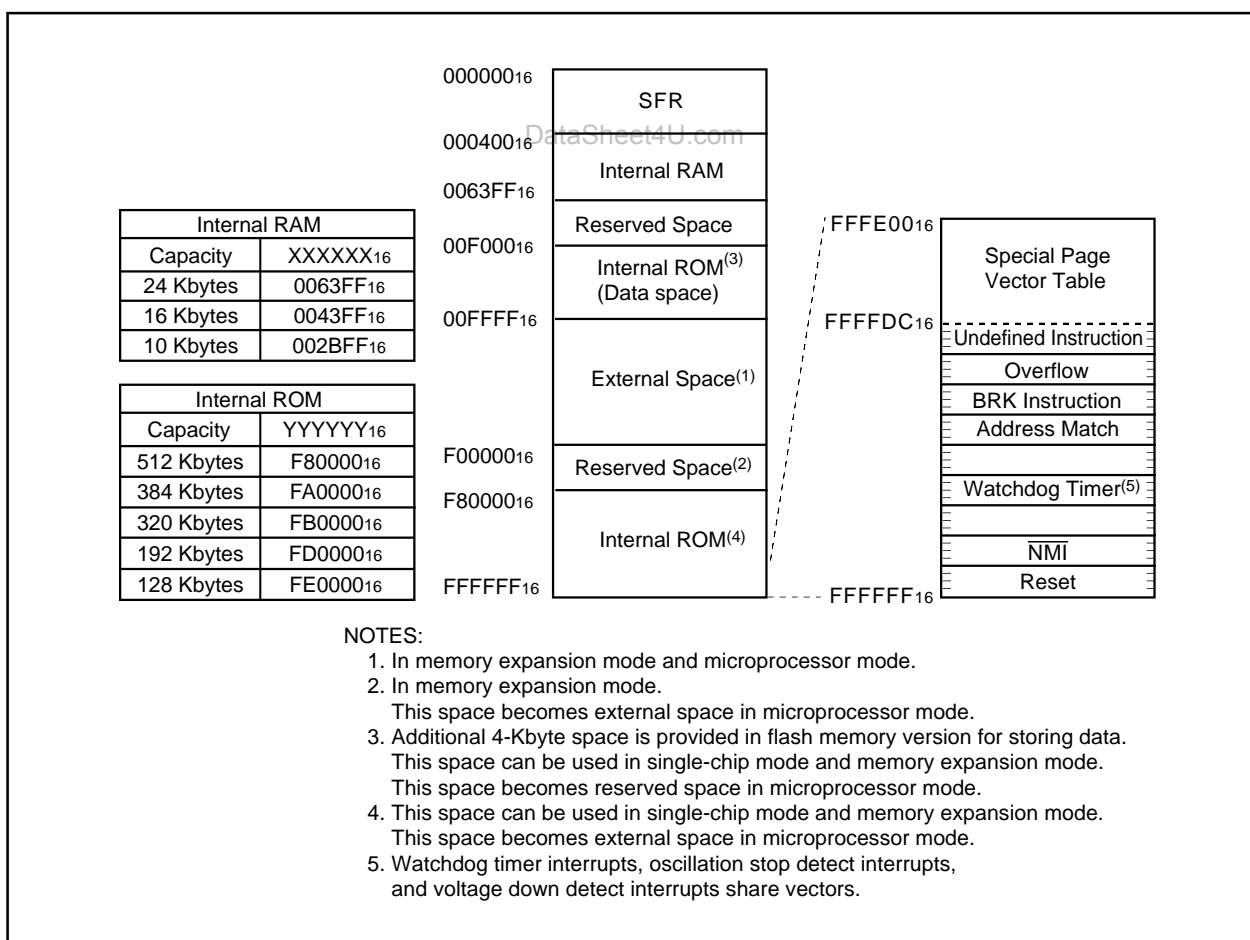 00000016
SFR
DataSheet4U.com
00040016
Internal RAM
0063FF16
Reserved Space
00F00016
Internal ROM(3)
(Data space)
00FFFF16
External Space(1)
F0000016
Reserved Space(2)
F8000016
Internal ROM(4)
FFFFFF16
Internal RAM
Capacity XXXXXX16
24 Kbytes 0063FF16
16 Kbytes 0043FF16
10 Kbytes 002BFF16
Internal ROM
Capacity YYYYYY16
512 Kbytes F8000016
384 Kbytes FA000016
320 Kbytes FB000016
192 Kbytes FD000016
128 Kbytes FE000016
FFFE0016
Special Page
Vector Table
FFFFDC16
Undefined Instruction
Overflow
BRK Instruction
Address Match
Watchdog Timer(5)
NMI
Reset
FFFFFF16
NOTES:
1. In memory expansion mode and microprocessor mode.
2. In memory expansion mode.
This space becomes external space in microprocessor mode.
3. Additional 4-Kbyte space is provided in flash memory version for storing data.
This space can be used in single-chip mode and memory expansion mode.
This space becomes reserved space in microprocessor mode.
4. This space can be used in single-chip mode and memory expansion mode.
This space becomes external space in microprocessor mode.
5. Watchdog timer interrupts, oscillation stop detect interrupts,
and voltage down detect interrupts share vectors.